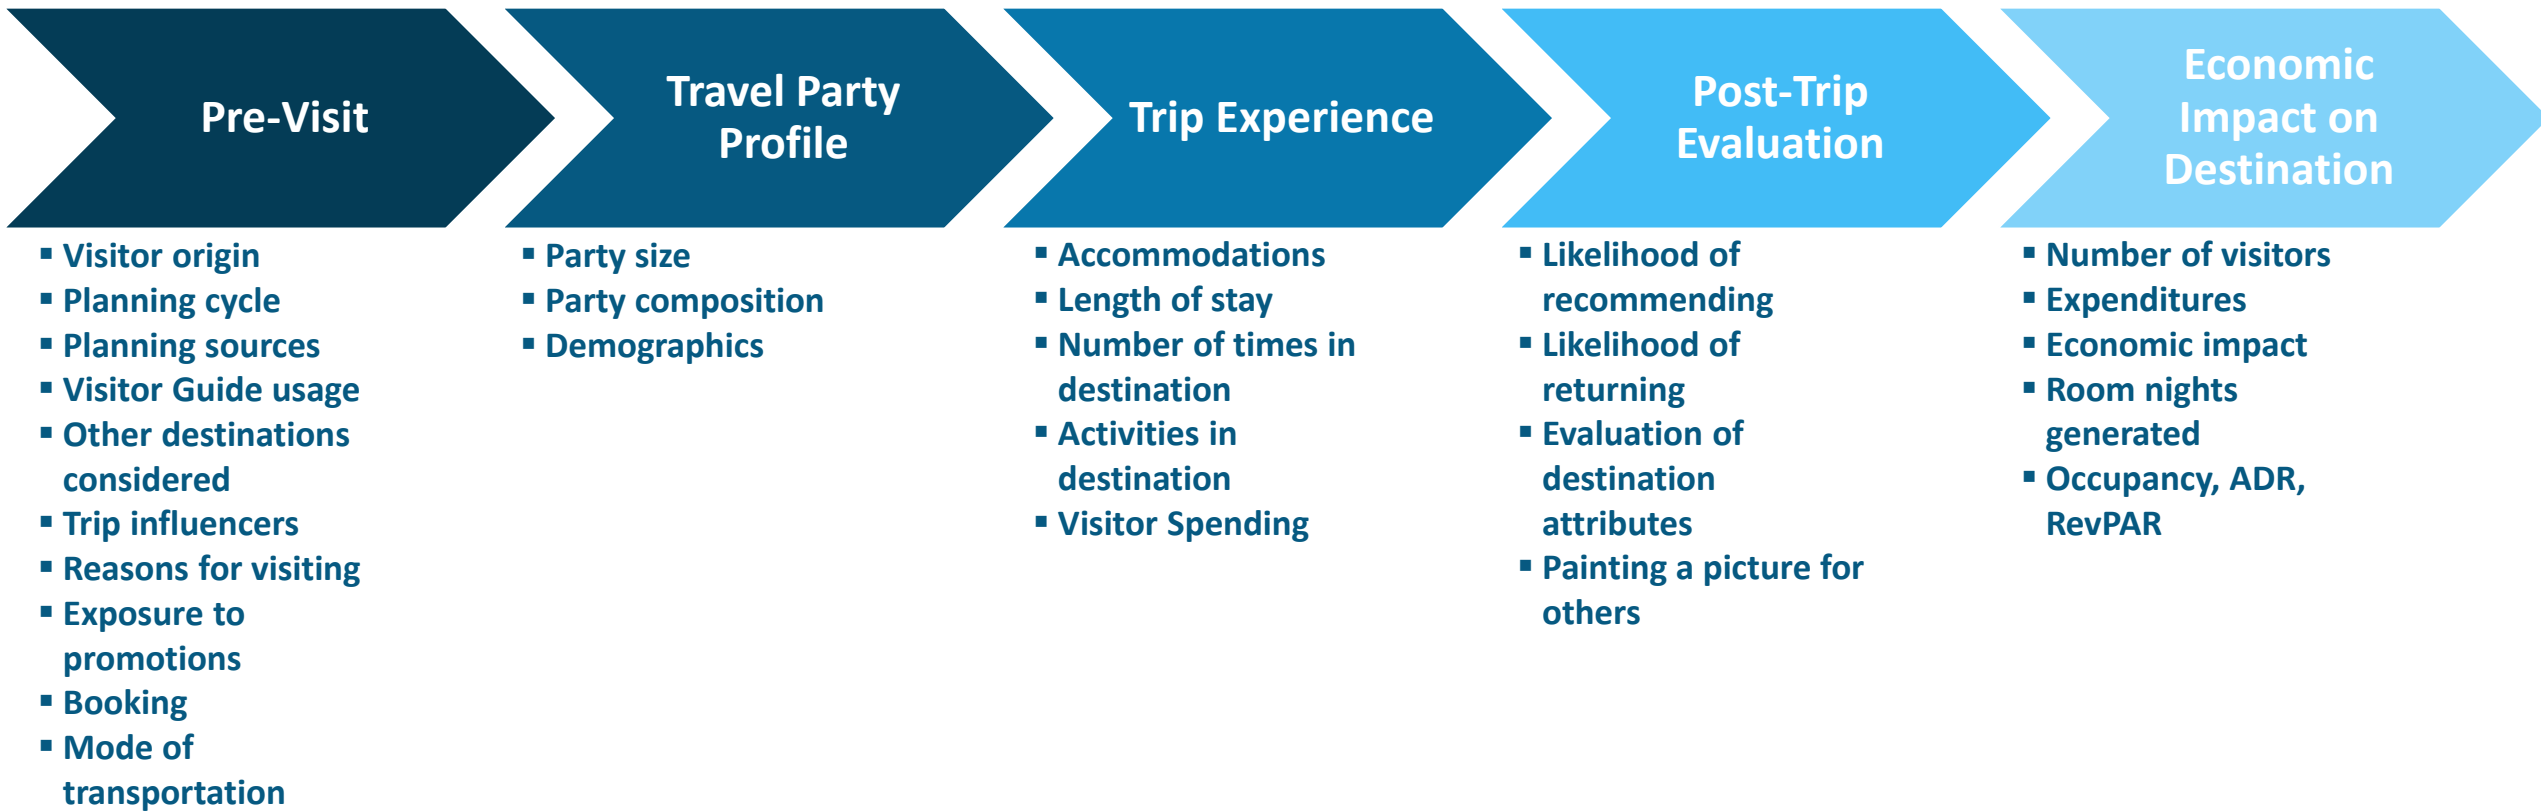 Pre-Visit
▪ Visitor origin
▪ Planning cycle
▪ Planning sources
▪ Visitor Guide usage
▪ Other destinations
considered
▪ Trip influencers
▪ Reasons for visiting
▪ Exposure to
promotions
▪ Booking
▪ Mode of
transportation
Travel Party
Profile
▪ Party size
▪ Party composition
▪ Demographics
Trip Experience
▪ Accommodations
▪ Length of stay
▪ Number of times in
destination
▪ Activities in
destination
▪ Visitor Spending
Post-Trip
Evaluation
▪ Likelihood of
recommending
▪ Likelihood of
returning
▪ Evaluation of
destination
attributes
▪ Painting a picture for
others
Economic
Impact on
Destination
▪ Number of visitors
▪ Expenditures
▪ Economic impact
▪ Room nights
generated
▪ Occupancy, ADR,
RevPAR